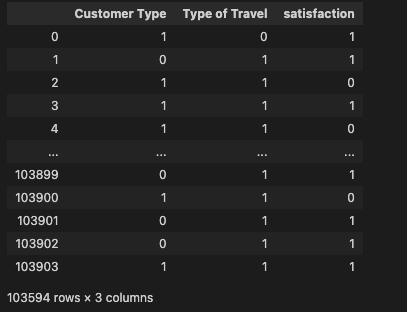 Customer Type Type of Travel satisfaction
0 1 0 1
1 0 1 1
2 1 1 0
3 1 1 1
4 1 1 0
... ... ... ...
103899 0 1 1
103900 1 1 0
103901 0 1 1
103902 0 1 1
103903 1 1 1
103594 rows × 3 columns